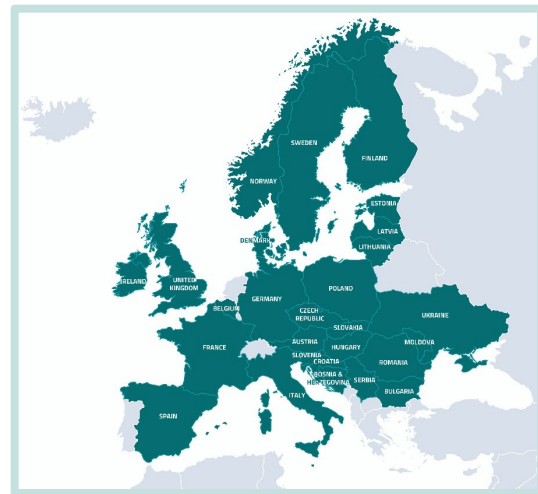 SWEDEN
FINLAND
NORWAY
ESTONIA
LATVIA
DENMARK
LITHUANIA
IRELAND
UNITED
KINGDOM
POLAND
GERMANY
BELGIUM
CZECH
REPUBLIC
UKRAINE
SLOVAKIA
AUSTRIA
MOLDOVA
FRANCE
HUNGARY
SLOVENIA
CROATIA
ROMANIA
BOSNIA &
HERZEGOVINA
SERBIA
BULGARIA
ITALY
SPAIN